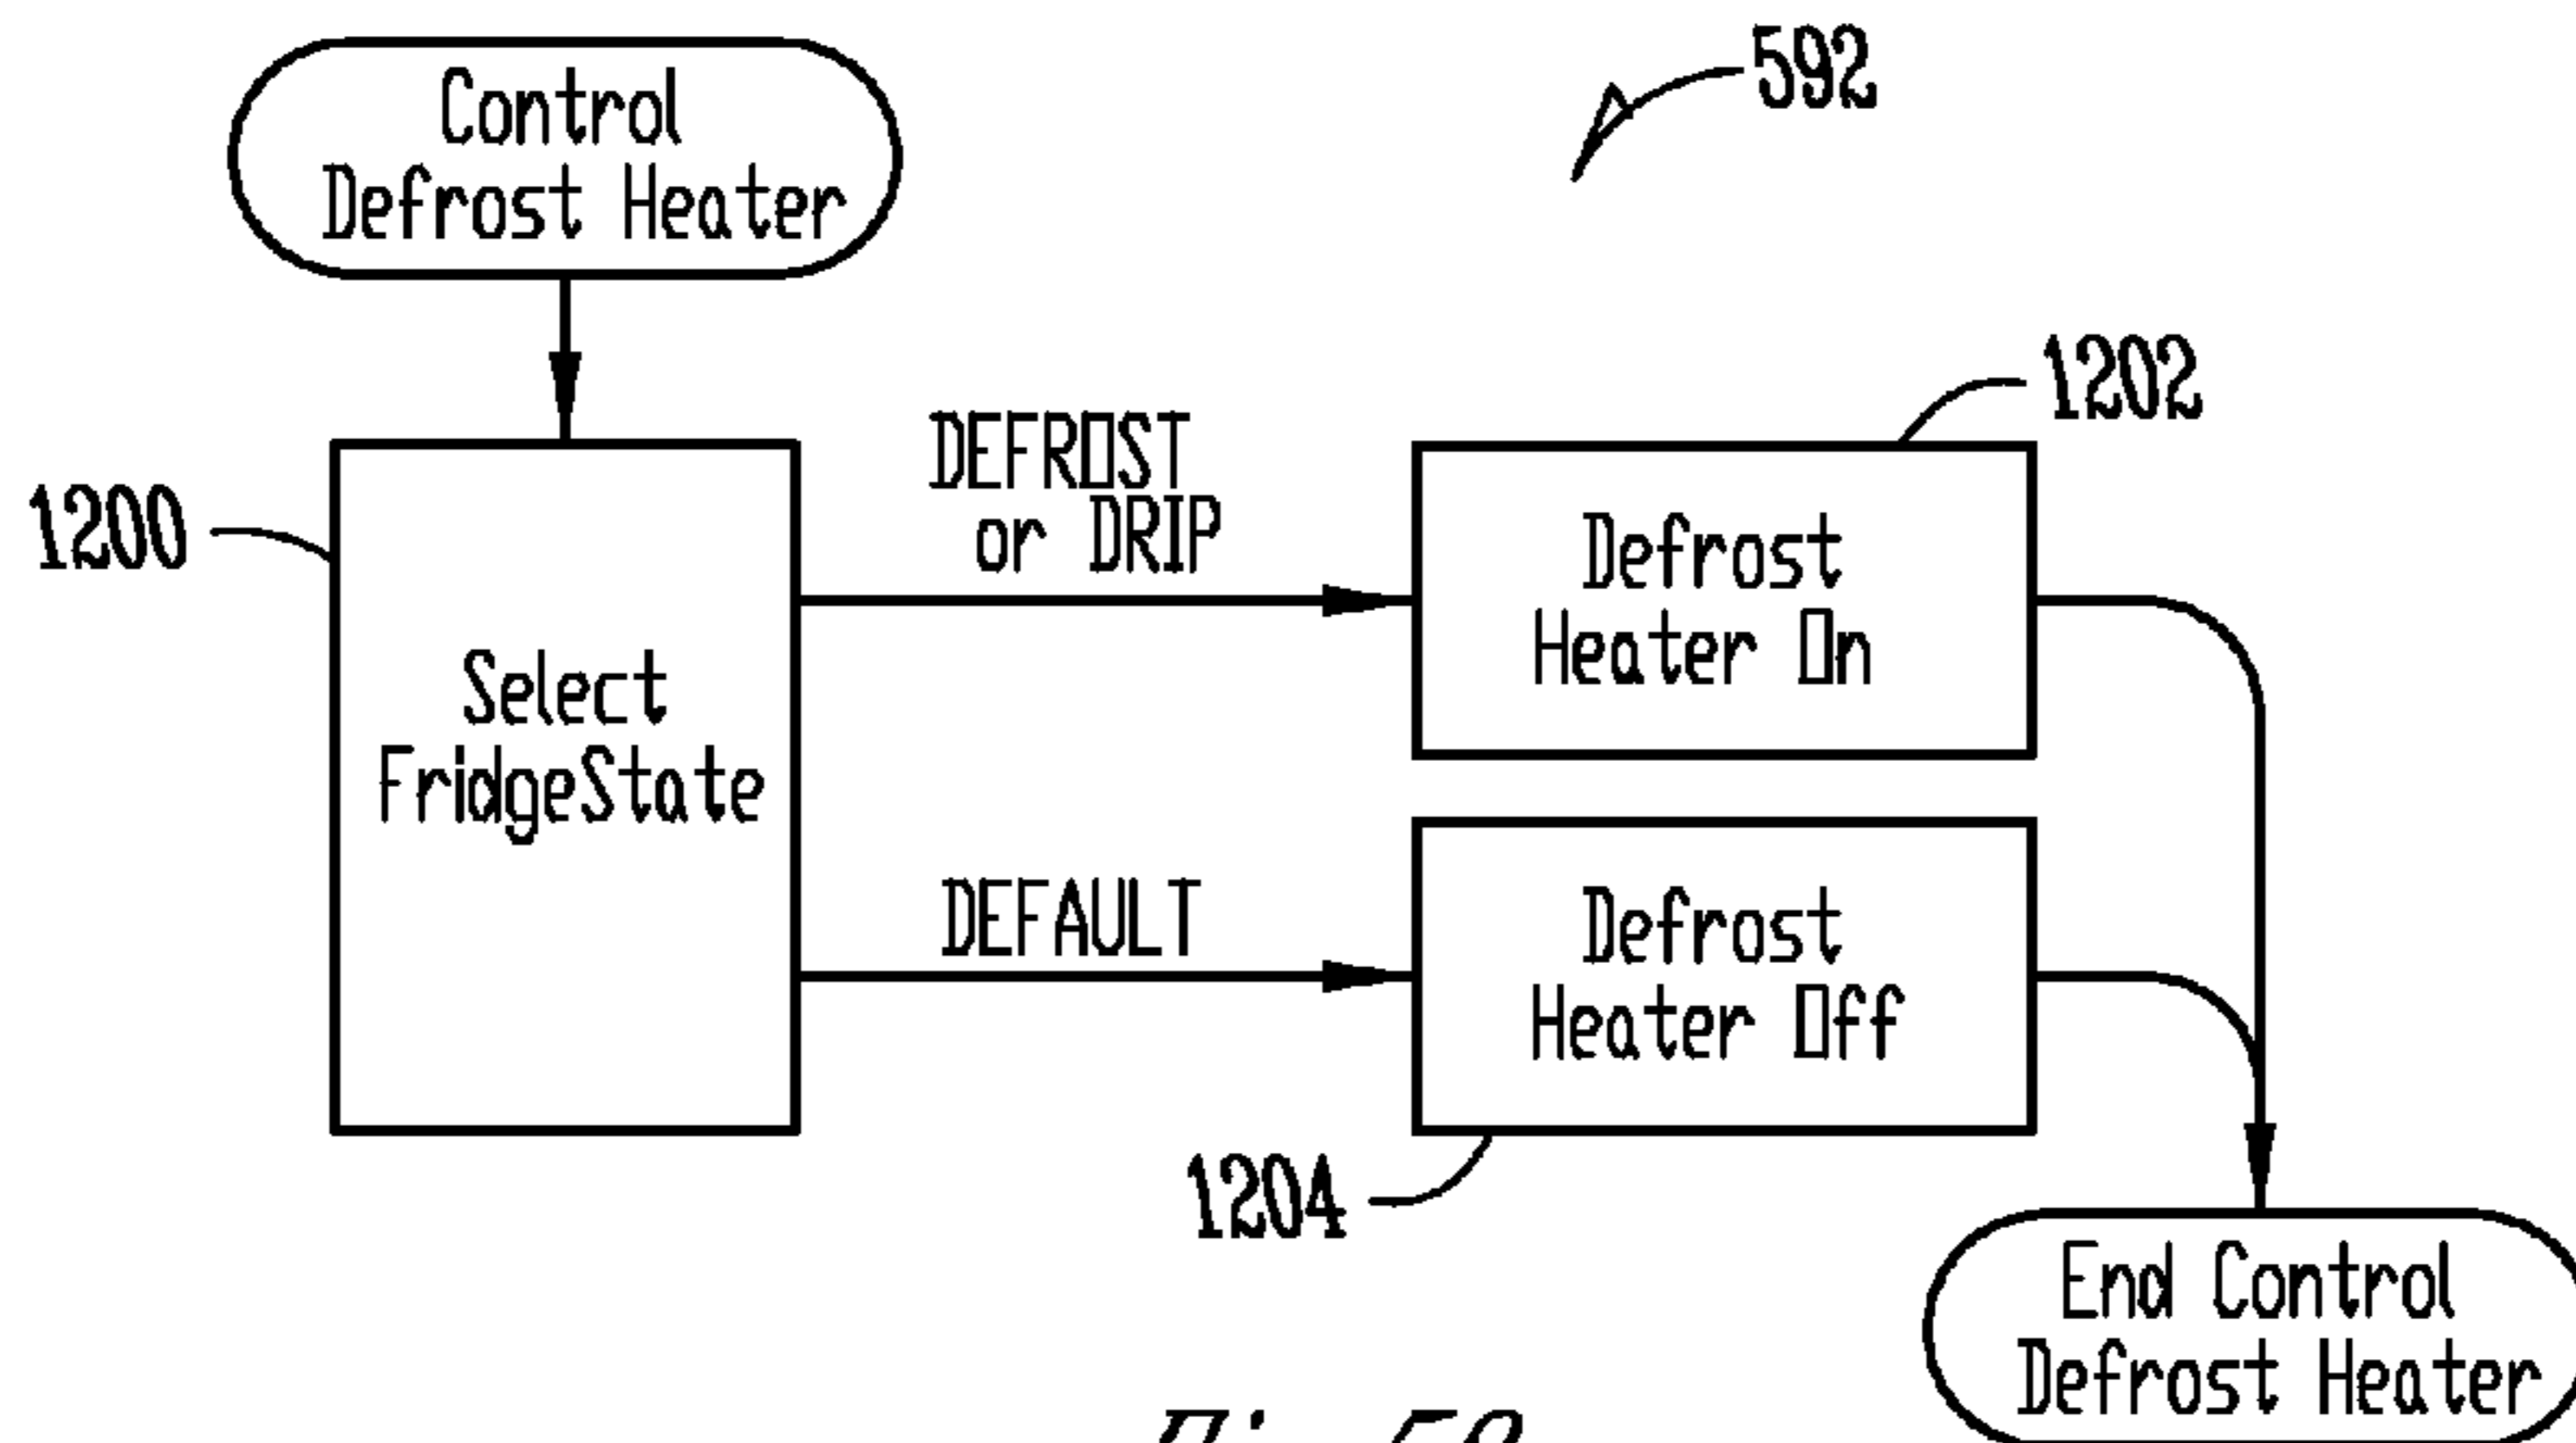 Control
Defrost Heater
592
1200
Select
FridgeState
DEFROST
or DRIP
1202
Defrost
Heater On
DEFAULT
Defrost
Heater Off
1204
End Control
Defrost Heater